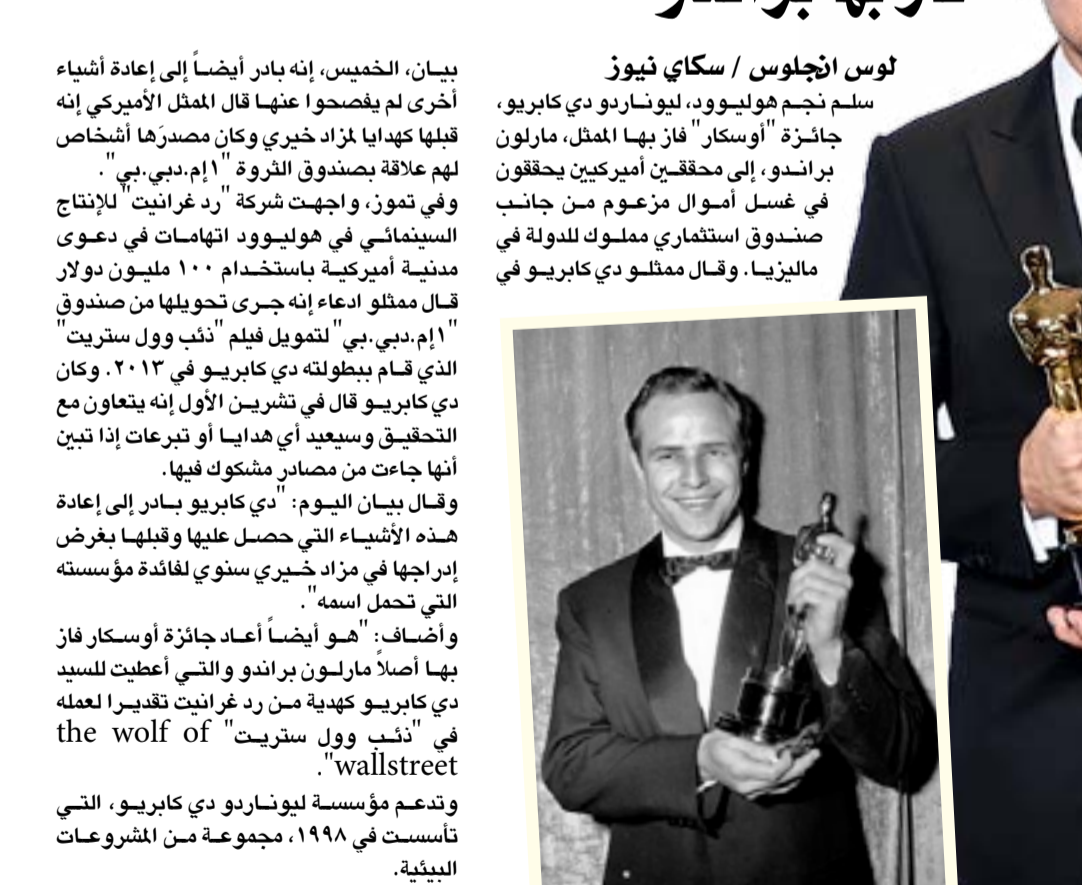 لوس انجلوس / سكاي نيوز
سلم نجم هوليوود، ليوناردو دي كابريو،
جائزة "أوسكار" فاز بها الممثل، مارلون
براندو، إلى محققين أميركيين يحققون
في غسل أموال مزعوم من جانب
صندوق استثماري مملوك للدولة في
ماليزيا. وقال ممثلو دي كابريو في
بيان، الخميس، إنه بادر أيضاً إلى إعادة أشياء
أخرى لم يفصحوا عنها قال الممثل الأميركي إنه
قبلها كهدايا لمزاد خيري وكان مصدرَها أشخاص
لهم علاقة بصندوق الثروة "١إم.دبي.بي".
وفي تموز، واجهت شركة "رد غرانيت" للإنتاج
السينمائي في هوليوود اتهامات في دعوى
مدنية أميركية باستخدام ١٠٠ مليون دولار
قال ممثلو ادعاء إنه جرى تحويلها من صندوق
"١إم.دبي.بي" لتمويل فيلم "ذئب وول ستريت"
الذي قام ببطولته دي كابريو في ٢٠١٣. وكان
دي كابريو قال في تشرين الأول إنه يتعاون مع
التحقيق وسيعيد أي هدايا أو تبرعات إذا تبين
أنها جاءت من مصادر مشكوك فيها.
وقال بيان اليوم: "دي كابريو بادر إلى إعادة
هذه الأشياء التي حصل عليها وقبلها بغرض
إدراجها في مزاد خيري سنوي لفائدة مؤسسته
التي تحمل اسمه".
وأضاف: "هو أيضاً أعاد جائزة أوسكار فاز
بها أصلاً مارلون براندو والتي أعطيت للسيد
دي كابريو كهدية من رد غرانيت تقديرا لعمله
في "ذئب وول ستريت" the wolf of
wallstreet".
وتدعم مؤسسة ليوناردو دي كابريو، التي
تأسست في ١٩٩٨، مجموعة من المشروعات
البيئية.